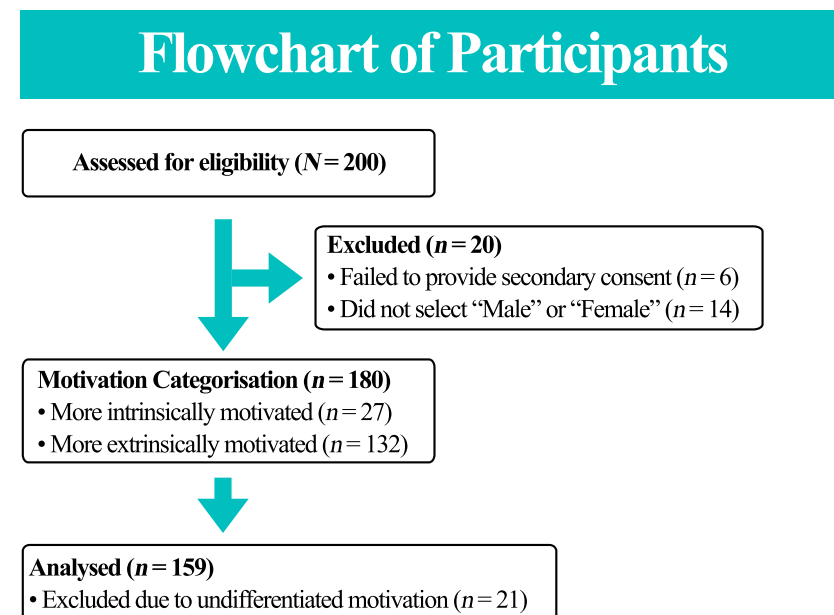 Flowchart of Participants
Assessed for eligibility (N = 200)
Excluded (n = 20)
• Failed to provide secondary consent (n = 6)
• Did not select “Male” or “Female” (n = 14)
Motivation Categorisation (n = 180)
• More intrinsically motivated (n = 27)
• More extrinsically motivated (n = 132)
Analysed (n = 159)
• Excluded due to undifferentiated motivation (n = 21)